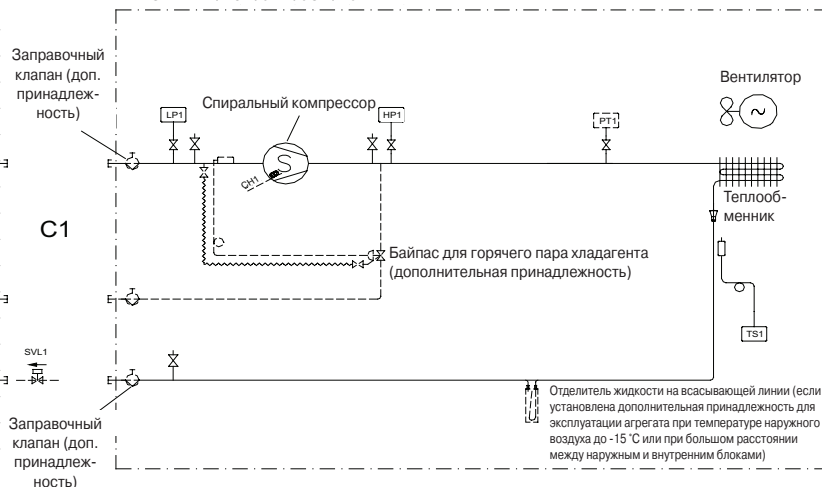 Заправочный
клапан (доп.
принадлеж-
ность)
LP1
Спиральный компрессор
HP1
PT1
Вентилятор
S
CH1
Теплооб-
менник
C1
Байпас для горячего пара хладагента
(дополнительная принадлежность)
TS1
SVL1
Отделитель жидкости на всасывающей линии (если
установлена дополнительная принадлежность для
эксплуатации агрегата при температуре наружного
воздуха до -15 °C или при большом расстоянии
между наружным и внутренним блоками)
Заправочный
клапан (доп.
принадлеж-
ность)